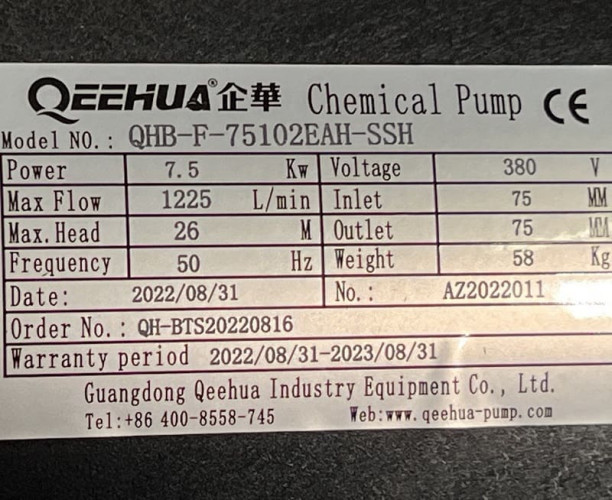 QEEHUA® 企華 Chemical Pump CE
Model NO.: QHB-F-75102EAH-SSH
Power 7.5 Kw Voltage 380 V
Max Flow 1225 L/min Inlet 75 MM
Max. Head 26 M Outlet 75 MM
Frequency 50 Hz Weight 58 Kg
Date: 2022/08/31 No.: AZ2022011
Order No.: QH-BTS20220816
Warranty period 2022/08/31-2023/08/31
Guangdong Qeehua Industry Equipment Co., Ltd.
Tel:+86 400-8558-745 Web:www.qeehua-pump.com